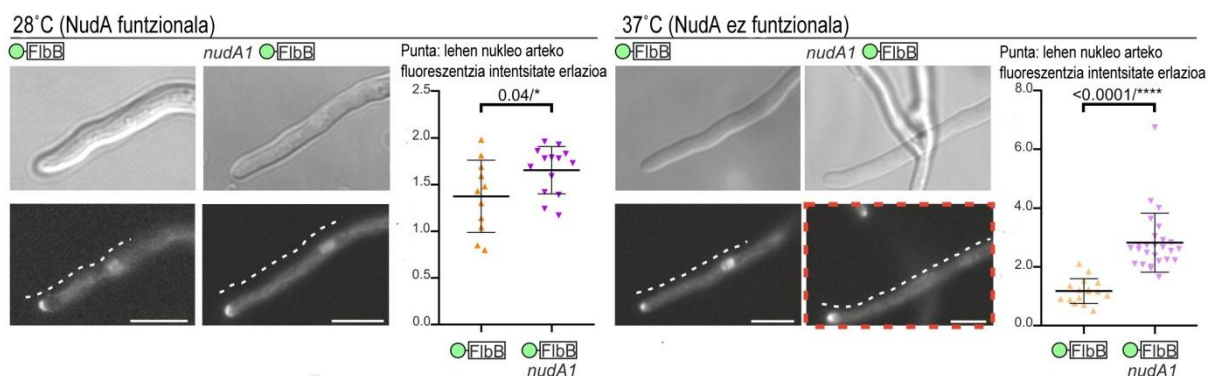 28°C (NudA funtzionala)
FlbB
nudA1 FlbB
Punta: lehen nukleo arteko
fluoreszentzia intentsitate erlazioa
0.04/*
2.5
2.0
1.5
1.0
0.5
0.0
FlbB
FlbB
nudA1
37°C (NudA ez funtzionala)
FlbB
nudA1 FlbB
Punta: lehen nukleo arteko
fluoreszentzia intentsitate erlazioa
<0.0001/****
8.0
6.0
4.0
2.0
0.0
FlbB
FlbB
nudA1